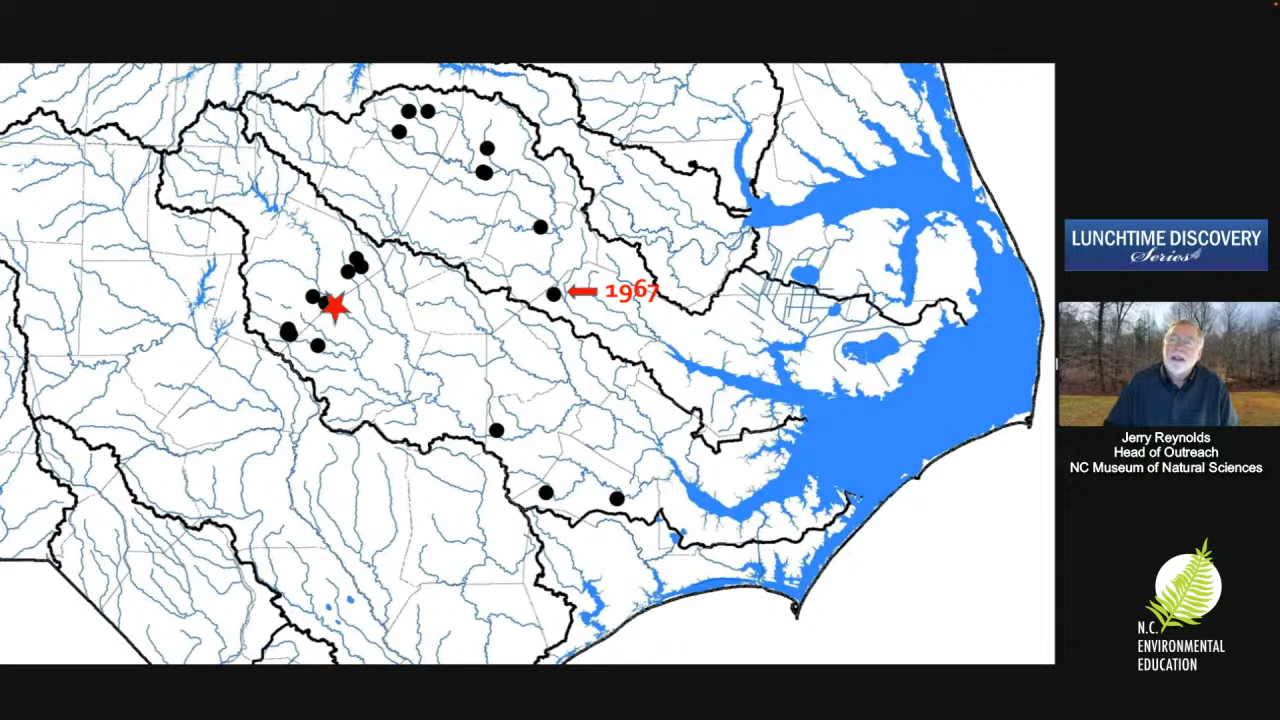 1967
LUNCHTIME DISCOVERY
Series
Jerry Reynolds
Head of Outreach
NC Museum of Natural Sciences
N.C.
ENVIRONMENTAL
EDUCATION